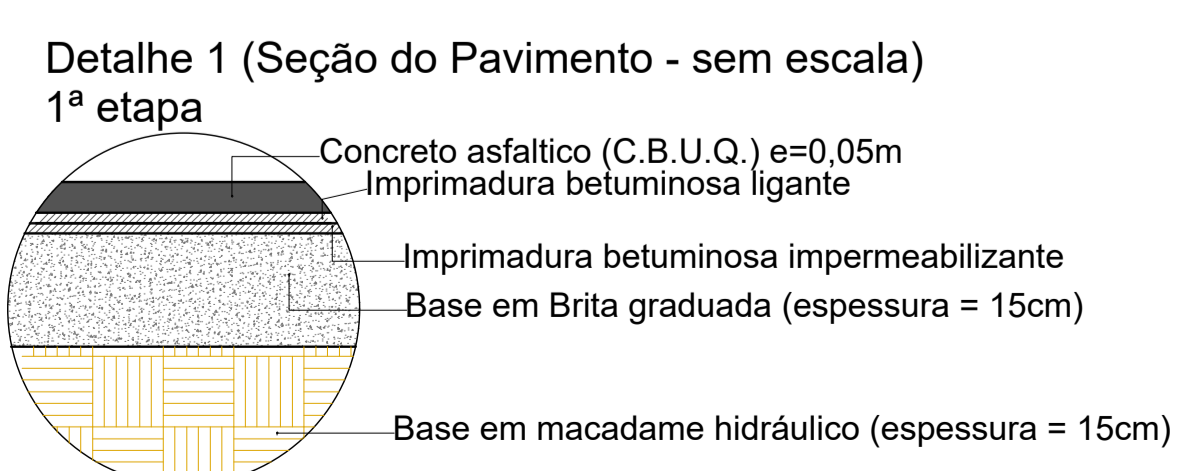 Detalhe 1 (Seção do Pavimento - sem escala)
1ª etapa
Concreto asfaltico (C.B.U.Q.) e=0,05m
Imprimadura betuminosa ligante
Imprimadura betuminosa impermeabilizante
Base em Brita graduada (espessura = 15cm)
Base em macadame hidráulico (espessura = 15cm)